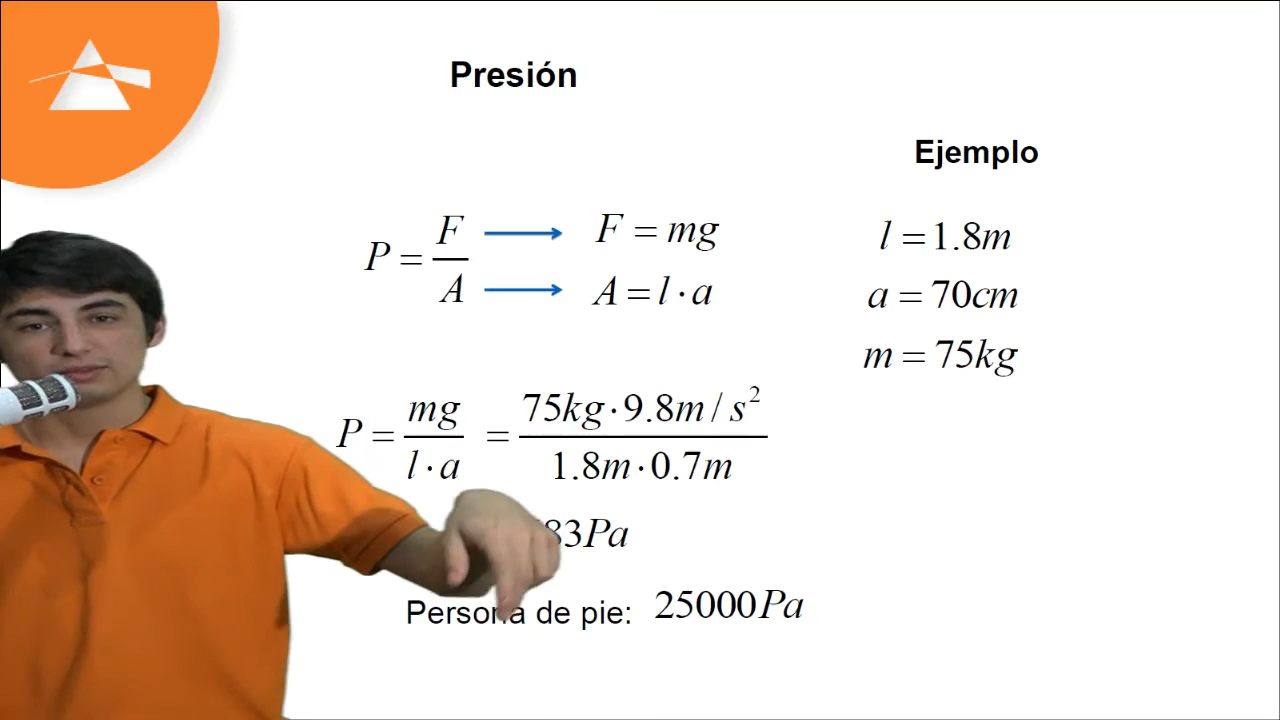 Presión
Ejemplo
P = F / A
F = mg
A = l · a
l = 1.8m
a = 70cm
m = 75kg
P = mg / l · a = 75kg · 9.8m / s² / 1.8m · 0.7m
83Pa
Persona de pie: 25000Pa